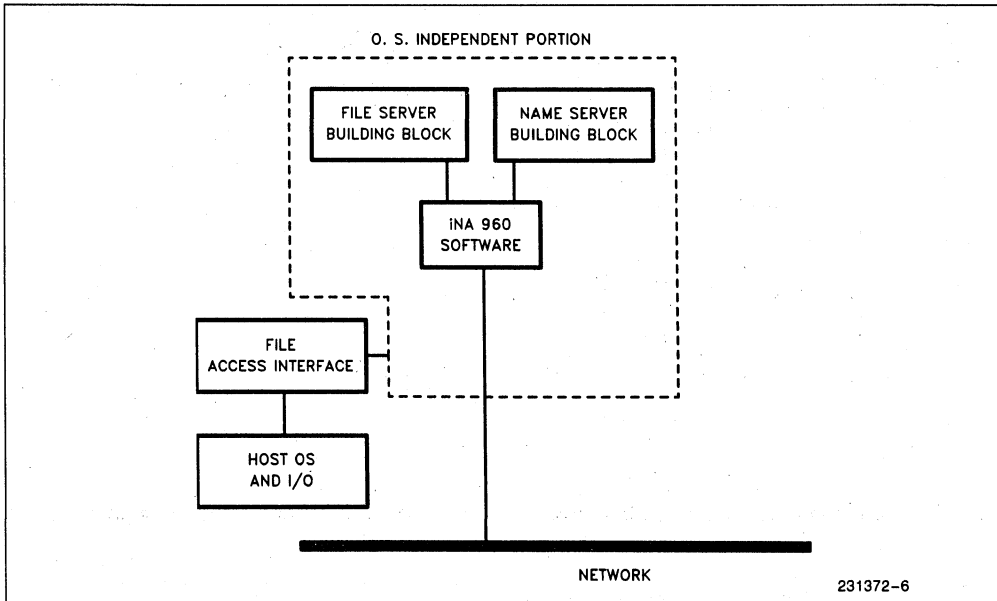 O. S. INDEPENDENT PORTION
FILE SERVER
BUILDING BLOCK
NAME SERVER
BUILDING BLOCK
iNA 960
SOFTWARE
FILE
ACCESS INTERFACE
HOST OS
AND I/O
NETWORK
231372-6